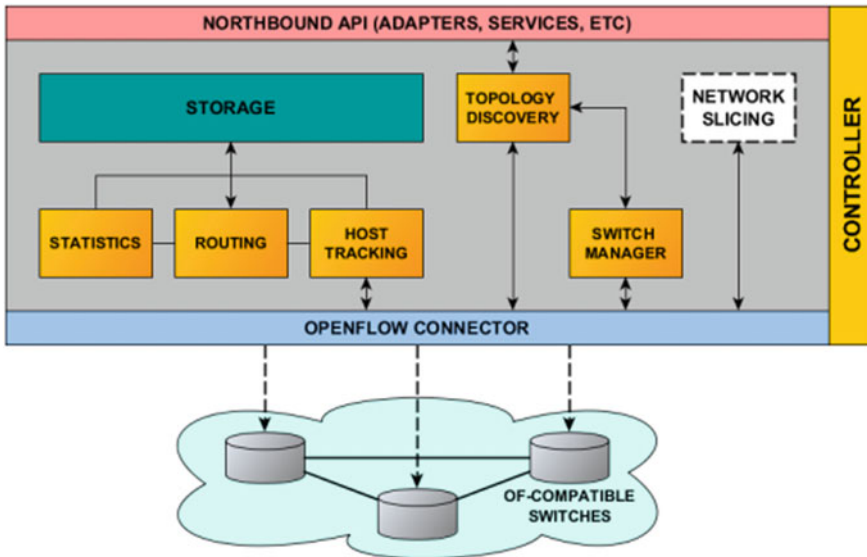 NORTHBOUND API (ADAPTERS, SERVICES, ETC)
STORAGE
TOPOLOGY
DISCOVERY
NETWORK
SLICING
CONTROLLER
STATISTICS
ROUTING
HOST
TRACKING
SWITCH
MANAGER
OPENFLOW CONNECTOR
OF-COMPATIBLE
SWITCHES